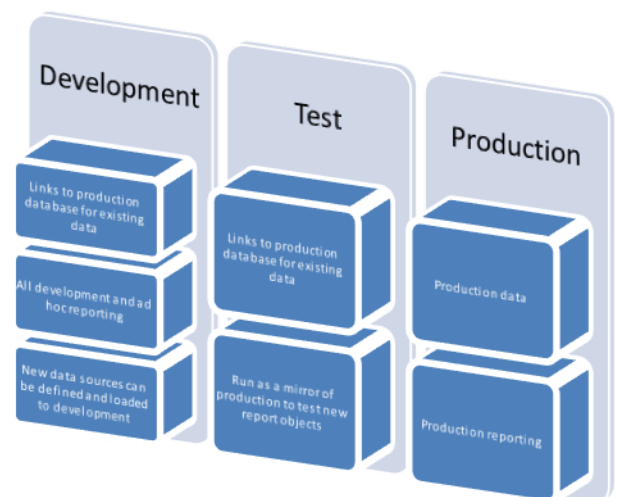 Development
Links to production
database for existing
data
All development and ad
hoc reporting
New data sources can
be defined and loaded
to development
Test
Links to production
database for existing
data
Run as a mirror of
production to test new
report objects
Production
Production data
Production reporting